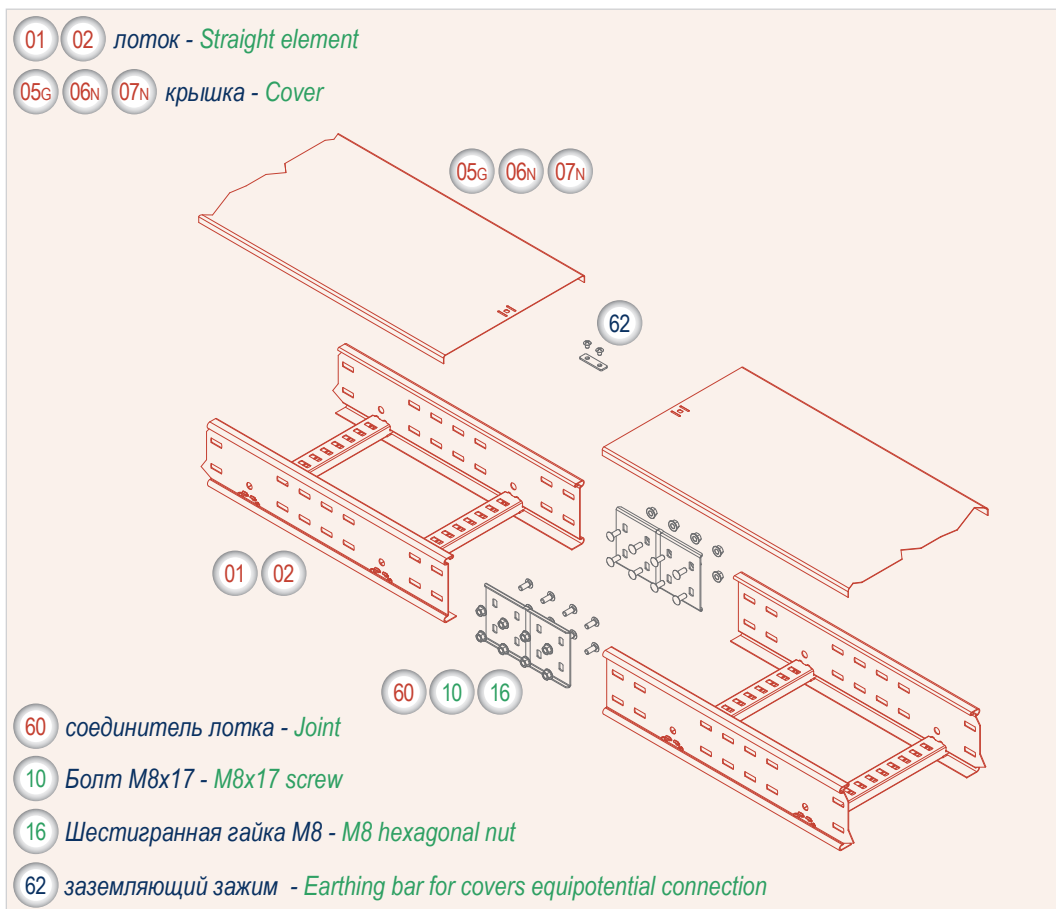 01 02 лоток - Straight element
05G 06N 07N крышка - Cover
05G 06N 07N
62
01 02
60 10 16
60 соединитель лотка - Joint
10 Болт M8x17 - M8x17 screw
16 Шестигранная гайка M8 - M8 hexagonal nut
62 заземляющий зажим - Earthing bar for covers equipotential connection